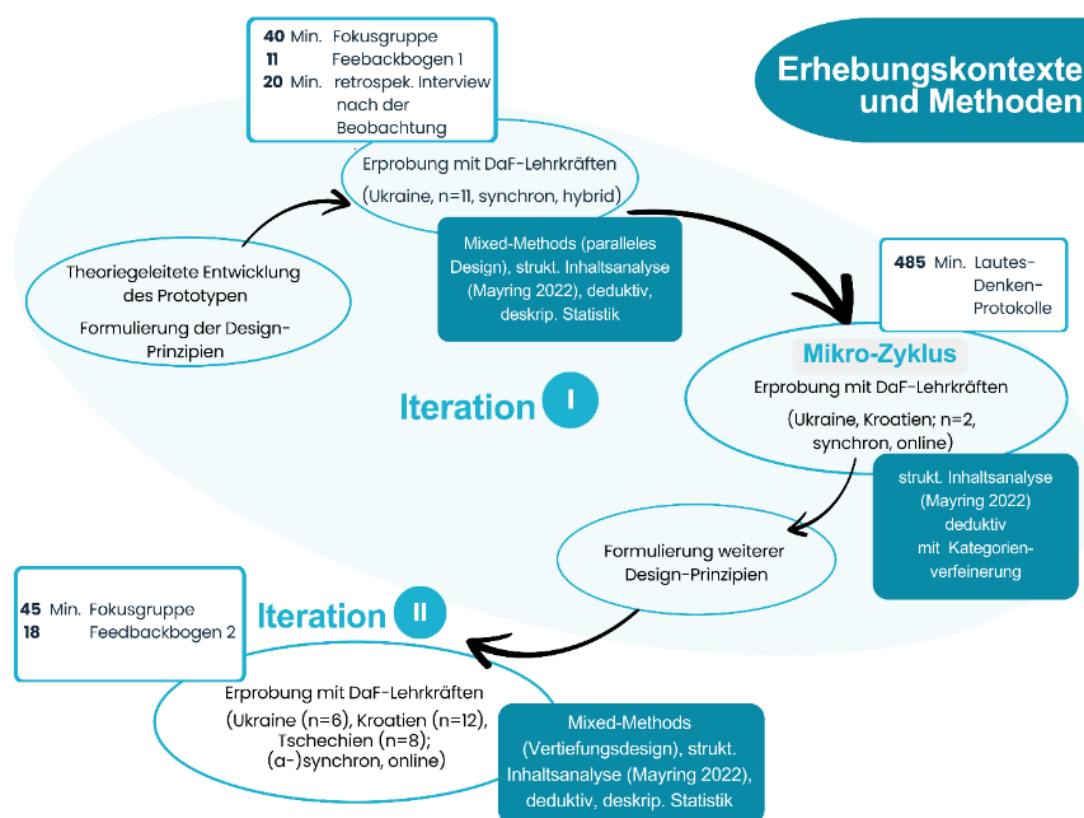 Erhebungskontexte
und Methoden
40 Min. Fokusgruppe
11 Feebackbogen 1
20 Min. retrospek. Interview
nach der
Beobachtung
Erprobung mit DaF-Lehrkräften
(Ukraine, n=11, synchron, hybrid)
Mixed-Methods (paralleles
Design), strukt. Inhaltsanalyse
(Mayring 2022), deduktiv,
deskrip. Statistik
Theoriegeleitete Entwicklung
des Prototypen
Formulierung der Design-
Prinzipien
485 Min. Lautes-
Denken-
Protokolle
Mikro-Zyklus
Erprobung mit DaF-Lehrkräften
(Ukraine, Kroatien; n=2,
synchron, online)
strukt. Inhaltsanalyse
(Mayring 2022)
deduktiv
mit Kategorien-
verfeinerung
Iteration I
Formulierung weiterer
Design-Prinzipien
45 Min. Fokusgruppe
18 Feedbackbogen 2
Iteration II
Erprobung mit DaF-Lehrkräften
(Ukraine (n=6), Kroatien (n=12),
Tschechien (n=8);
(a-)synchron, online)
Mixed-Methods
(Vertiefungsdesign), strukt.
Inhaltsanalyse (Mayring 2022),
deduktiv, deskrip. Statistik